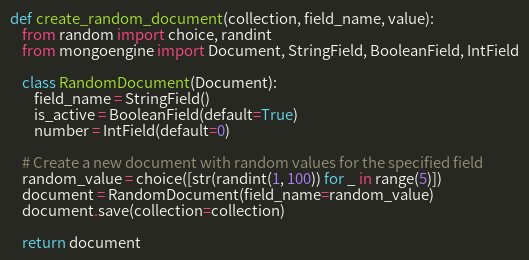 def create_random_document(collection, field_name, value):
    from random import choice, randint
    from mongoengine import Document, StringField, BooleanField, IntField

    class RandomDocument(Document):
        field_name = StringField()
        is_active = BooleanField(default=True)
        number = IntField(default=0)

    # Create a new document with random values for the specified field
    random_value = choice([str(randint(1, 100)) for _ in range(5)])
    document = RandomDocument(field_name=random_value)
    document.save(collection=collection)

    return document